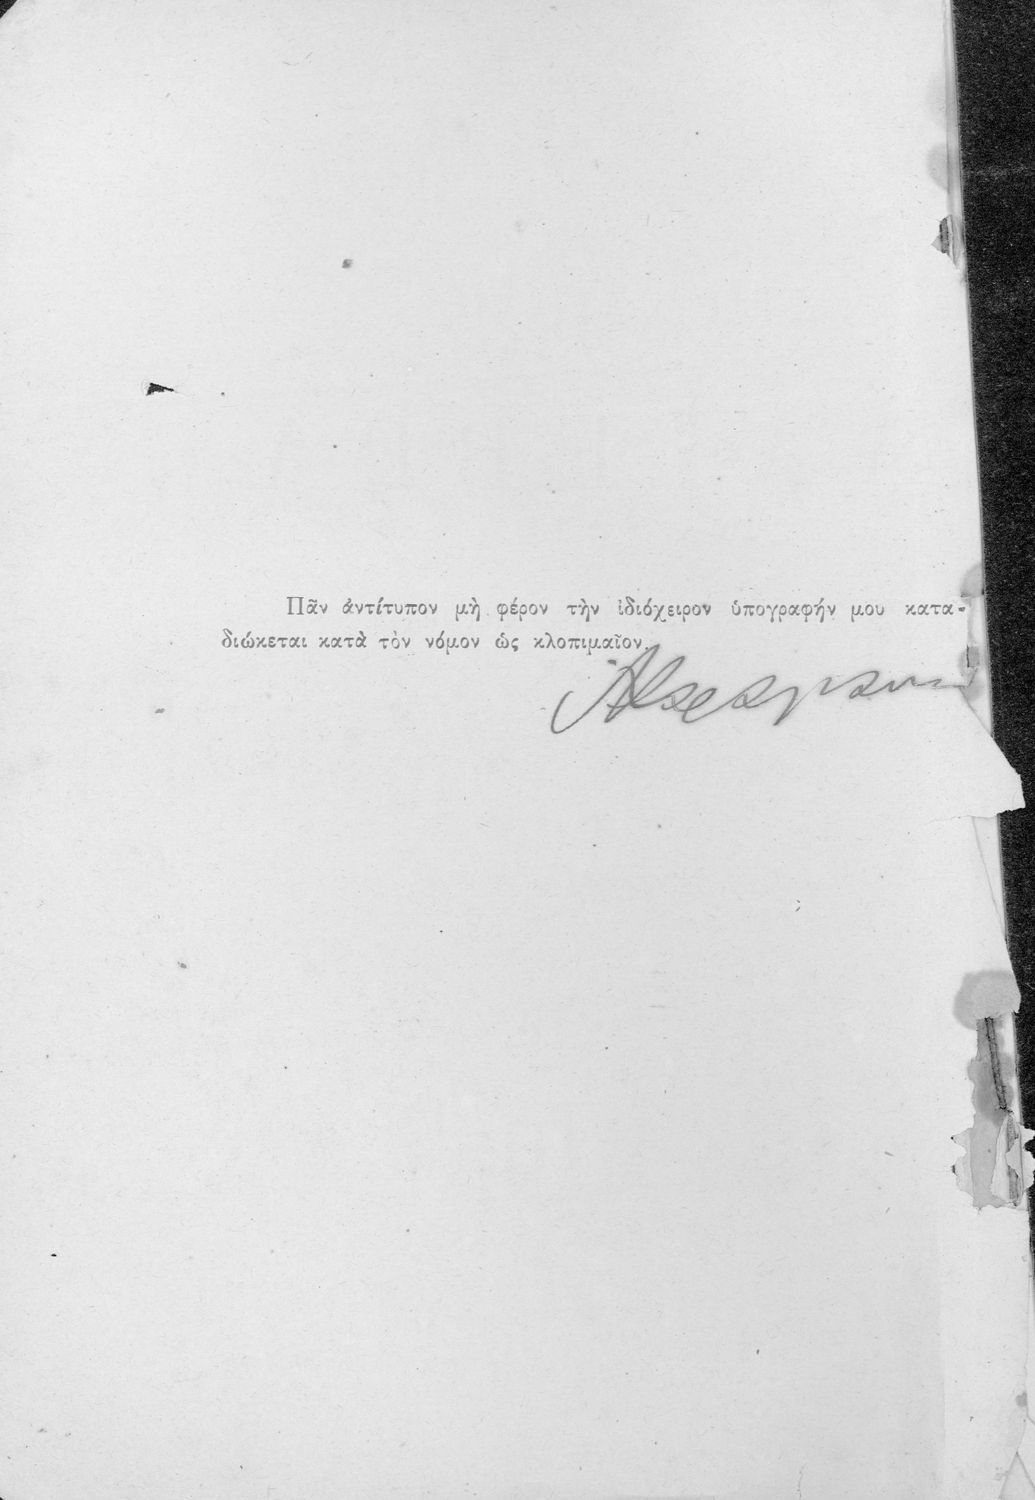 Πᾶν ἀντίτυπον μὴ φέρον τὴν ἰδιόχειρον ὑπογραφήν μου κατα-
διώκεται κατὰ τὸν νόμον ὡς κλοπιμαῖον.